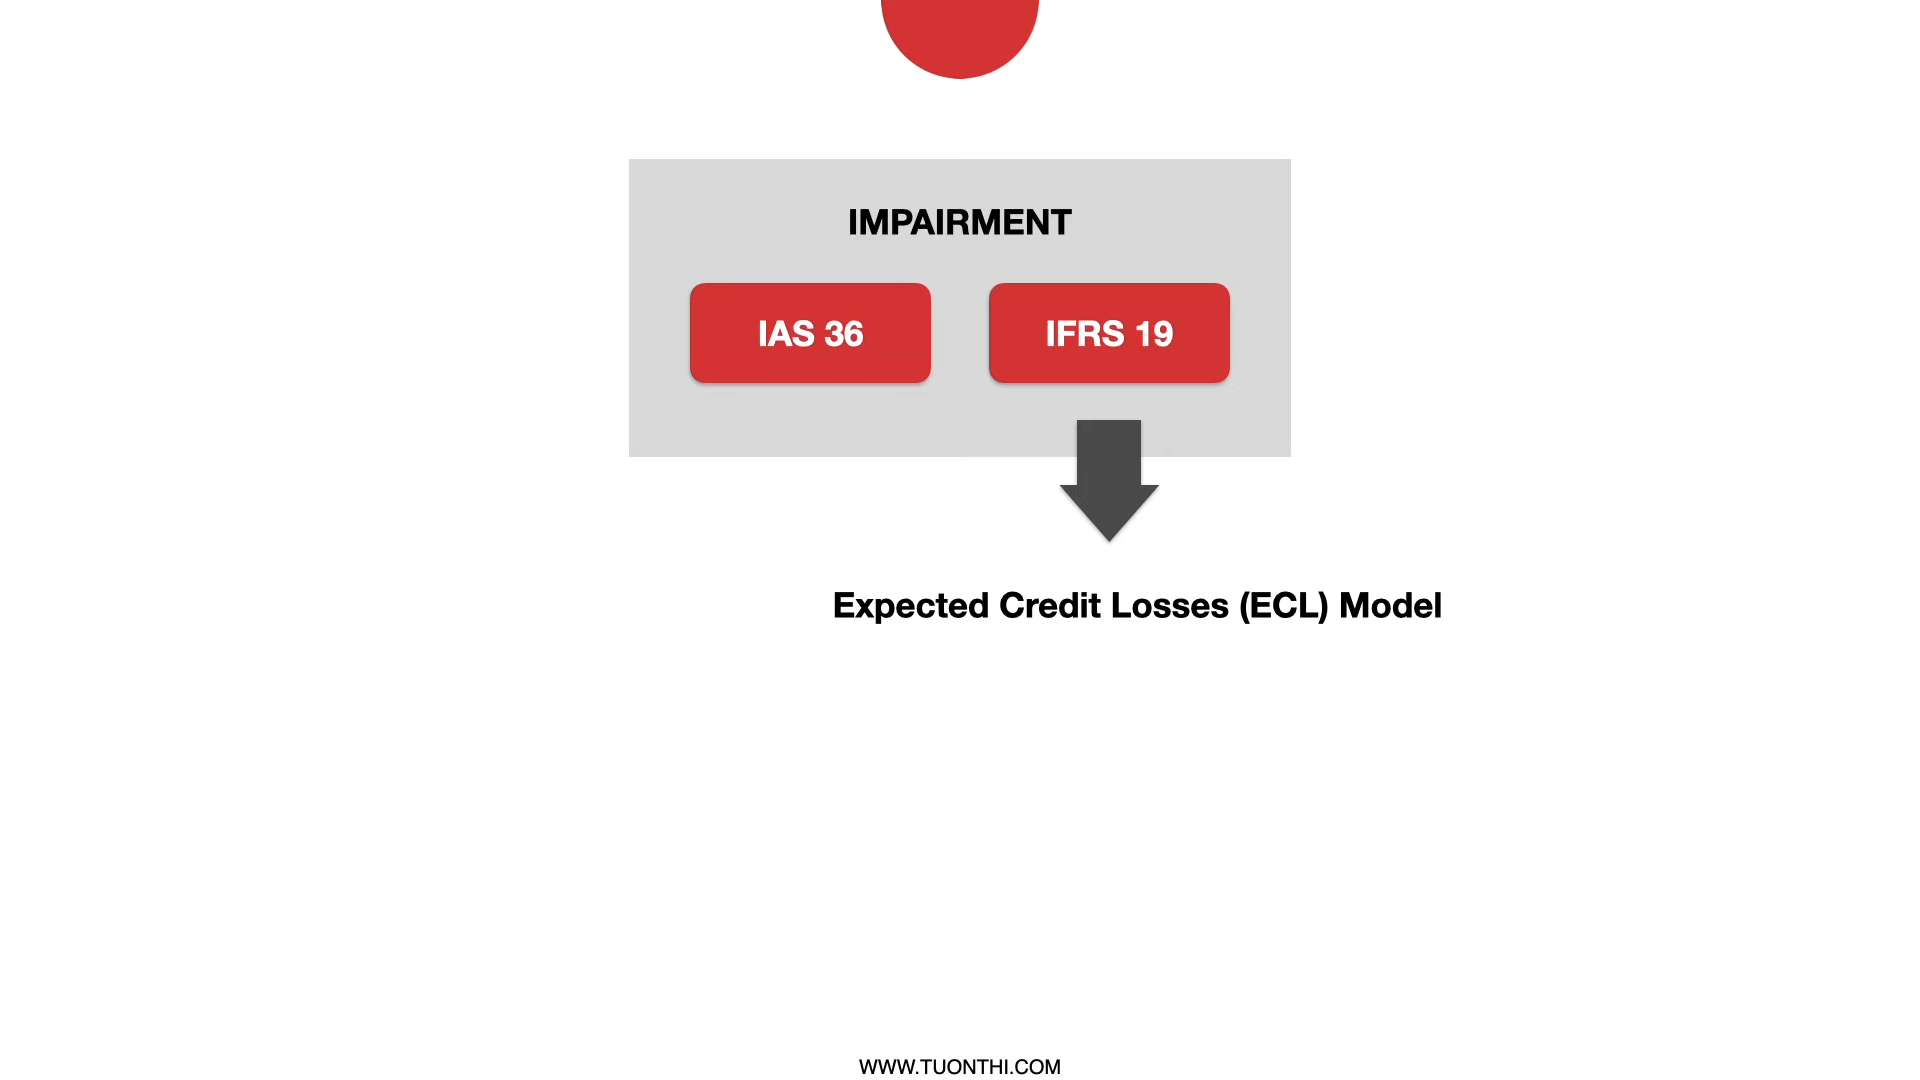 IMPAIRMENT
IAS 36
IFRS 19
Expected Credit Losses (ECL) Model
WWW.TUONTHI.COM